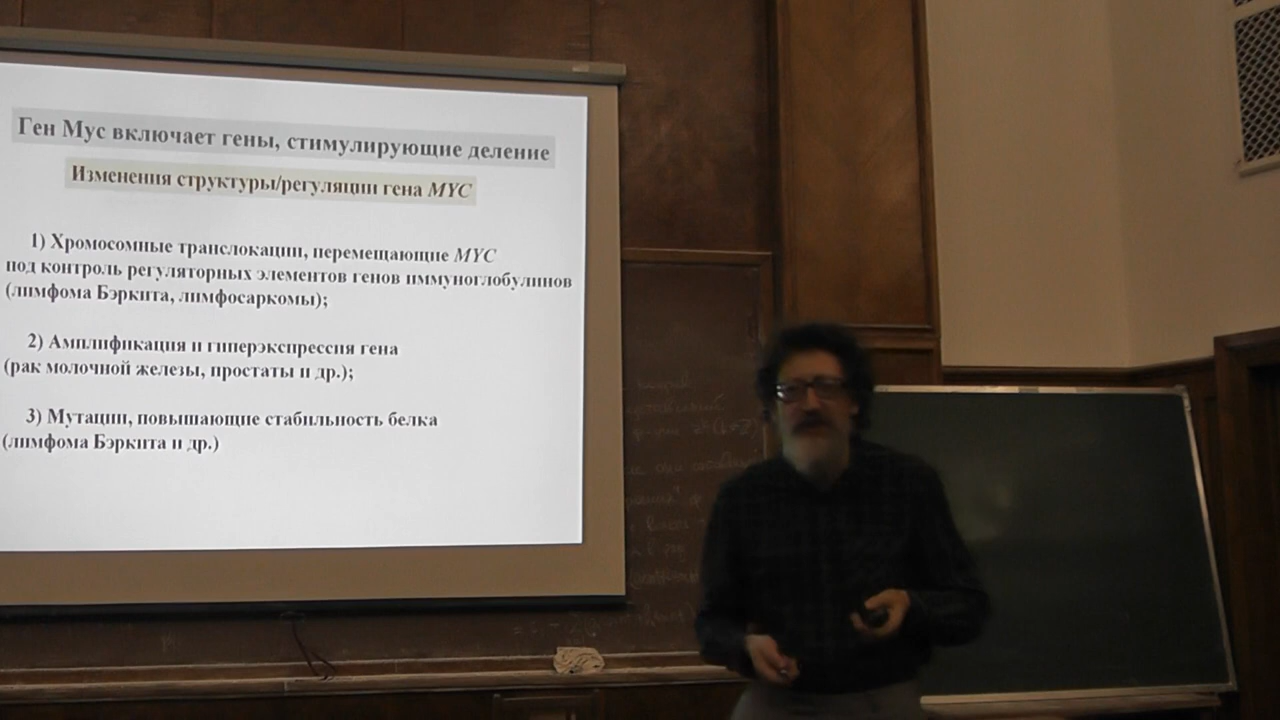 Ген Myc включает гены, стимулирующие деление
Изменения структуры/регуляции гена MYC
1) Хромосомные транслокации, перемещающие MYC
под контроль регуляторных элементов генов иммуноглобулинов
(лимфома Бэркита, лимфосаркомы);
2) Амплификация и гиперэкспрессия гена
(рак молочной железы, простаты и др.);
3) Мутации, повышающие стабильность белка
(лимфома Бэркита и др.)